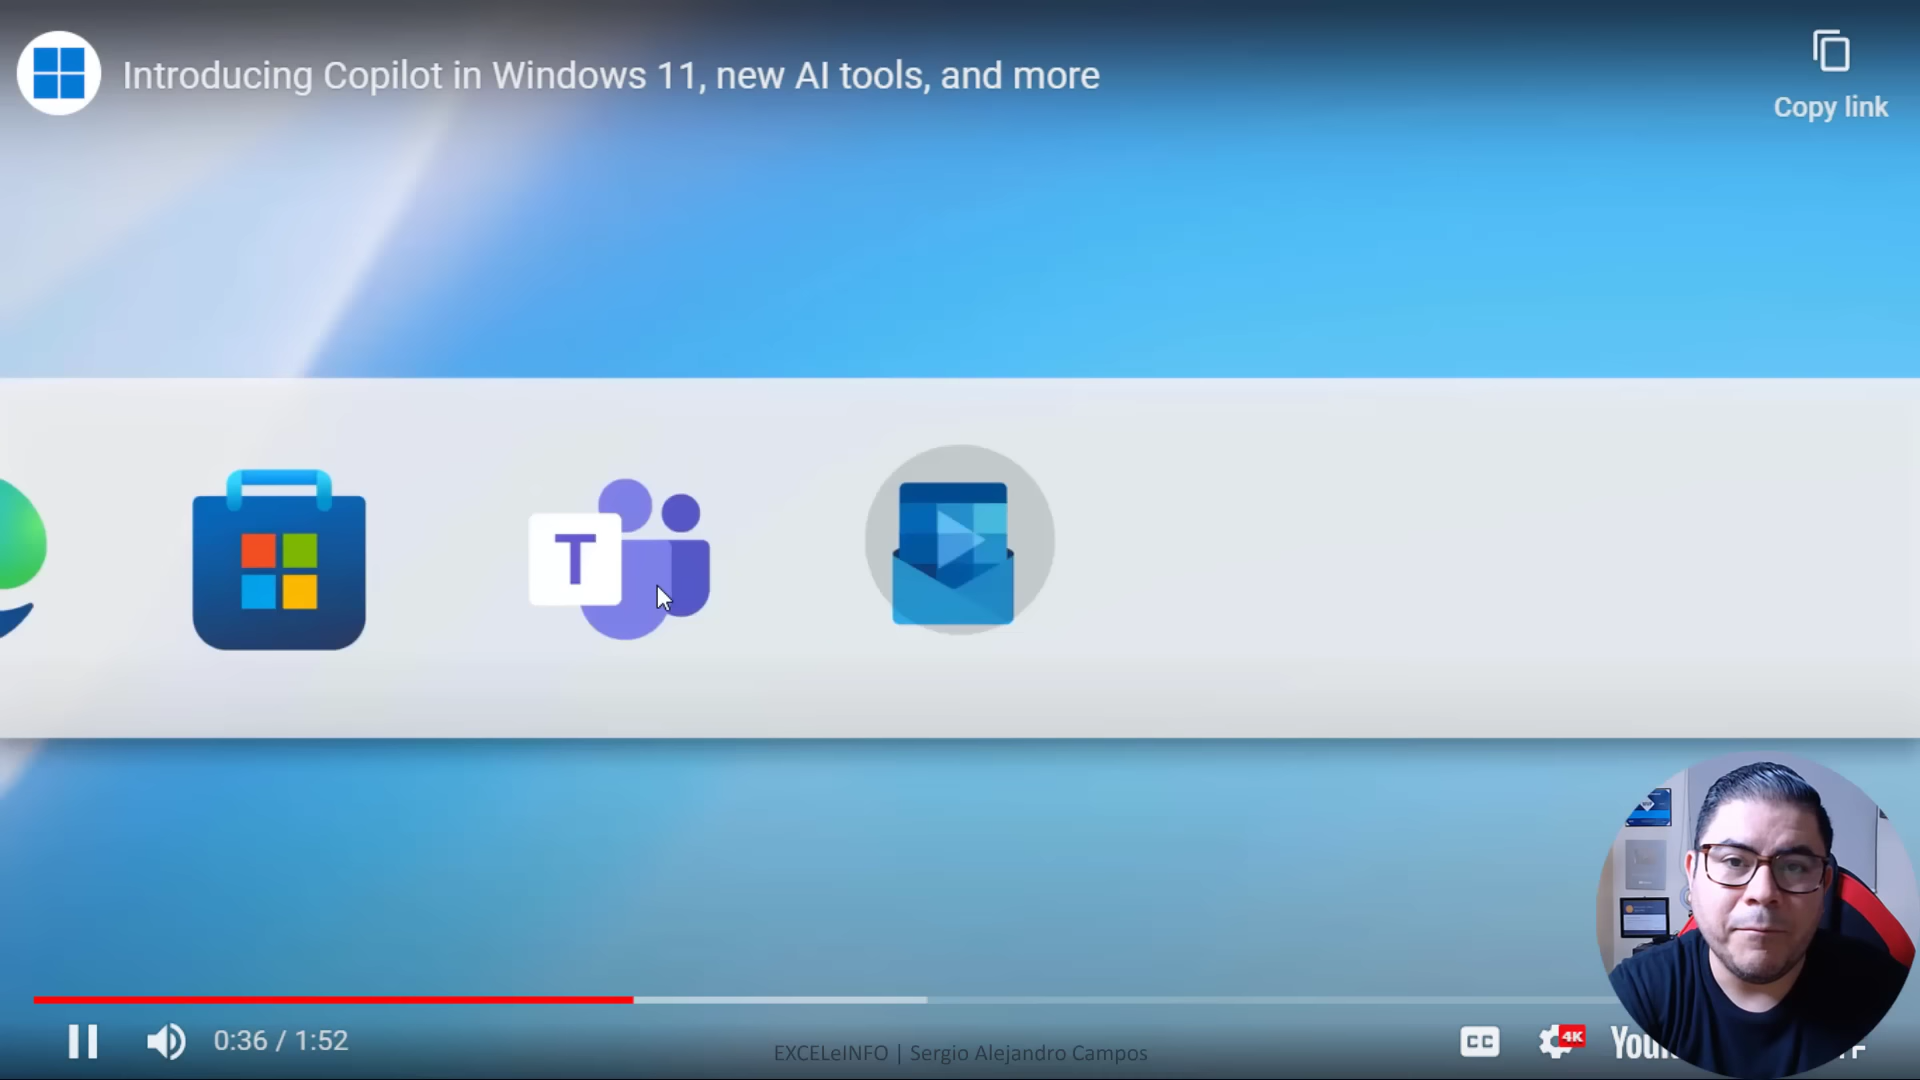 Introducing Copilot in Windows 11, new AI tools, and more
Copy link
T
0:36 / 1:52
CC
4K
EXCELeINFO | Sergio Alejandro Campos